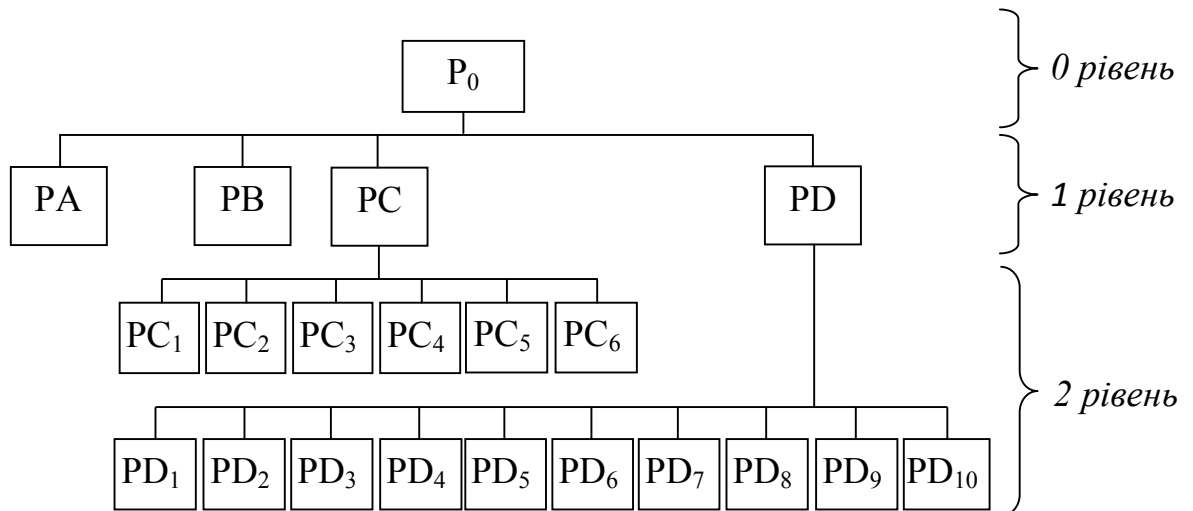 P₀
0 рівень
PA PB PC PD
1 рівень
PC₁ PC₂ PC₃ PC₄ PC₅ PC₆
2 рівень
PD₁ PD₂ PD₃ PD₄ PD₅ PD₆ PD₇ PD₈ PD₉ PD₁₀